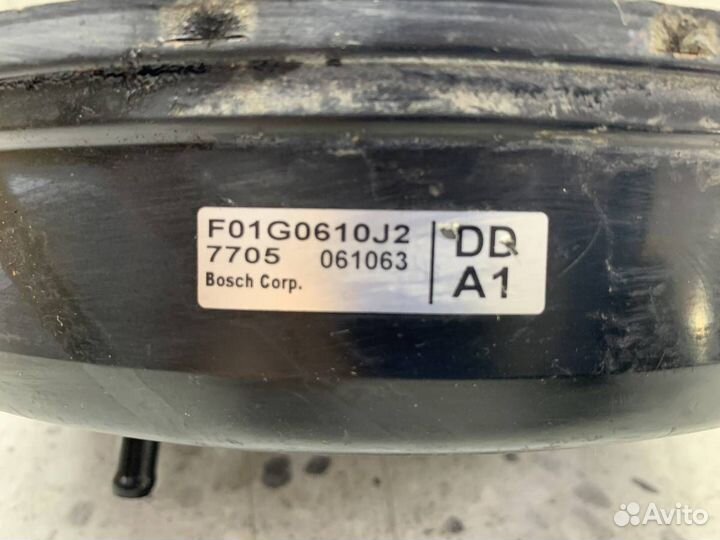 F01G0610J2
7705 061063
Bosch Corp.
DD
A1
Avito